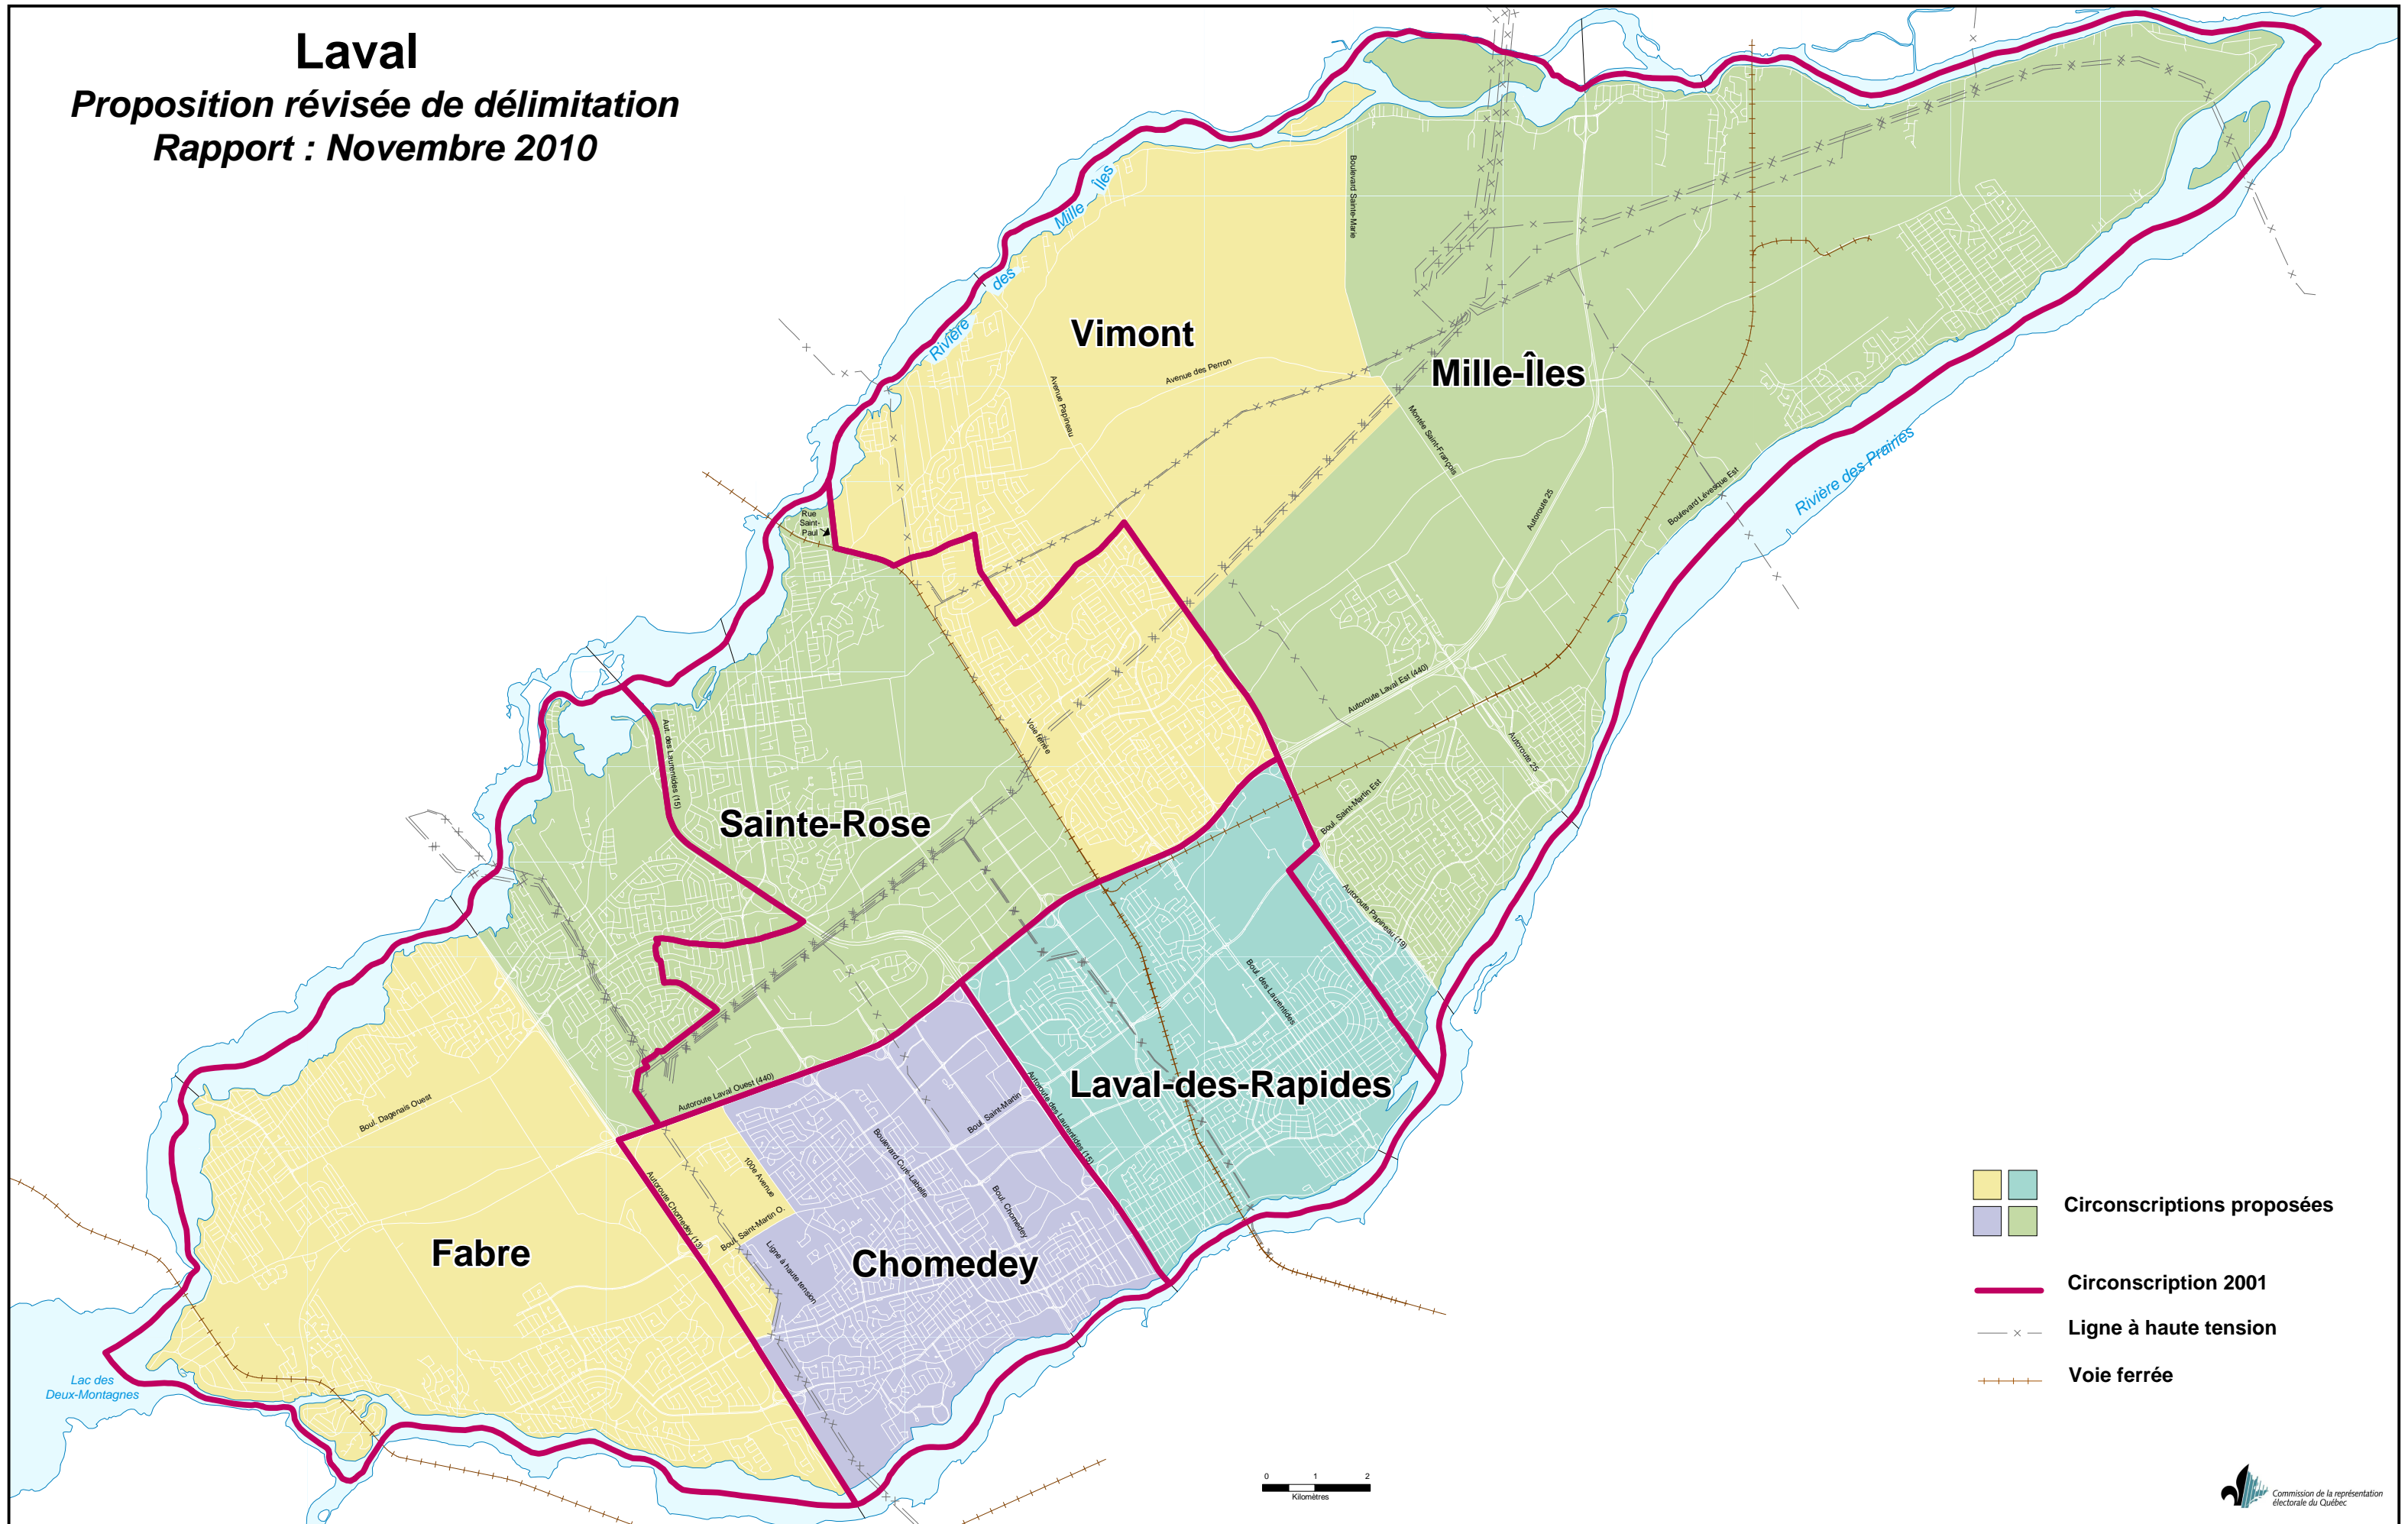 Laval
Proposition révisée de délimitation
Rapport : Novembre 2010
Rivière
des
Mille
Îles
Boulevard Sainte-Marie
Vimont
Avenue des Perron
Avenue Papineau
Mille-Îles
Montée Saint-François
Autoroute 25
Boulevard Lévesque Est
Rivière des Prairies
Rue
Saint-
Paul
Voie ferrée
Autoroute Laval Est (440)
Autoroute 25
Aut. des Laurentides (15)
Sainte-Rose
Boul. Saint-Martin Est
Autoroute Papineau (19)
Boul. des Laurentides
Laval-des-Rapides
Autoroute Laval Ouest (440)
Autoroute des Laurentides (15)
Boul. Saint-Martin
Boulevard Curé-Labelle
Boul. Chomedey
Boul. Dagenais Ouest
100e Avenue
Autoroute Chomedey (13)
Boul. Saint-Martin O.
Ligne à haute tension
Fabre
Chomedey
Lac des
Deux-Montagnes
Circonscriptions proposées
Circonscription 2001
Ligne à haute tension
Voie ferrée
0 1 2
Kilomètres
Commission de la représentation
électorale du Québec